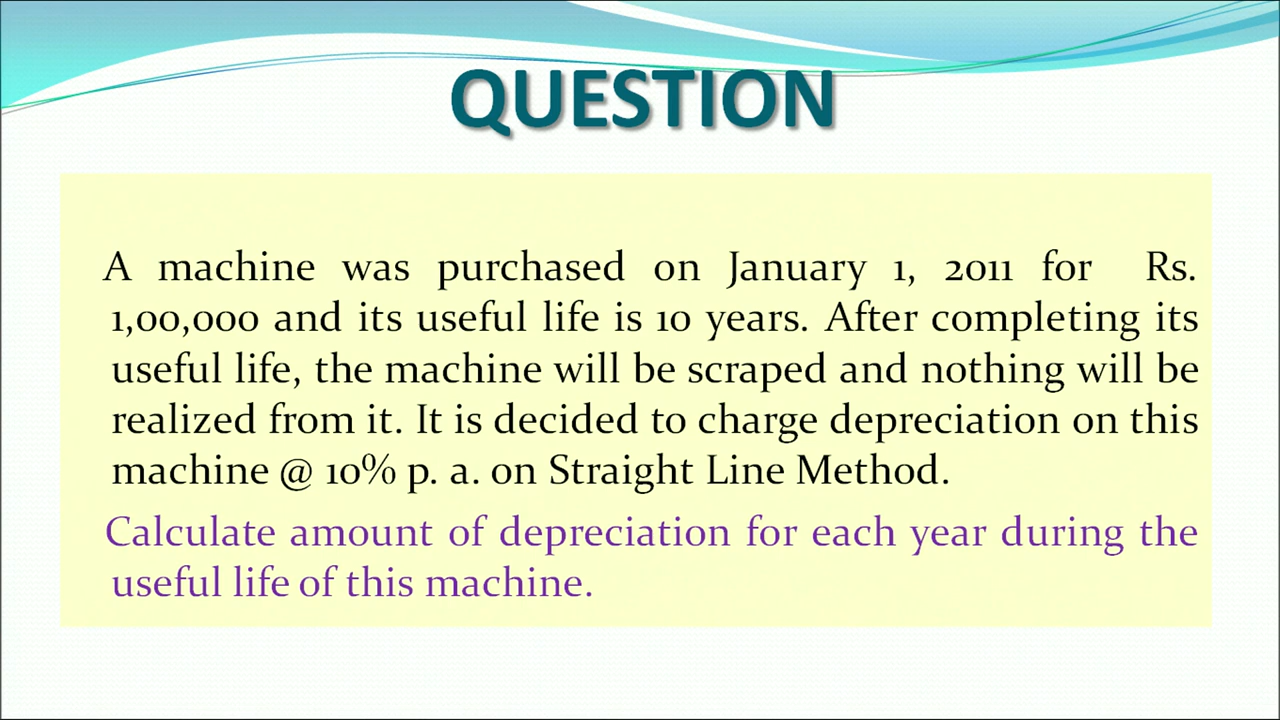 QUESTION
A machine was purchased on January 1, 2011 for Rs.
1,00,000 and its useful life is 10 years. After completing its
useful life, the machine will be scraped and nothing will be
realized from it. It is decided to charge depreciation on this
machine @ 10% p. a. on Straight Line Method.
Calculate amount of depreciation for each year during the
useful life of this machine.